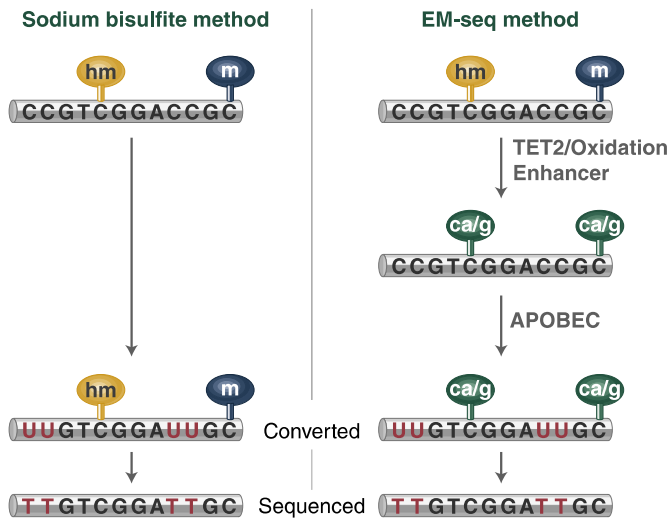 Sodium bisulfite method
EM-seq method
hm
m
hm
m
CCGTCGGACCGC
CCGTCGGACCGC
TET2/Oxidation
Enhancer
ca/g
ca/g
CCGTCGGACCGC
APOBEC
hm
m
ca/g
ca/g
UUGTCGGAUUGC
Converted
UUGTCGGAUUGC
TTGTCGGATTGC
Sequenced
TTGTCGGATTGC